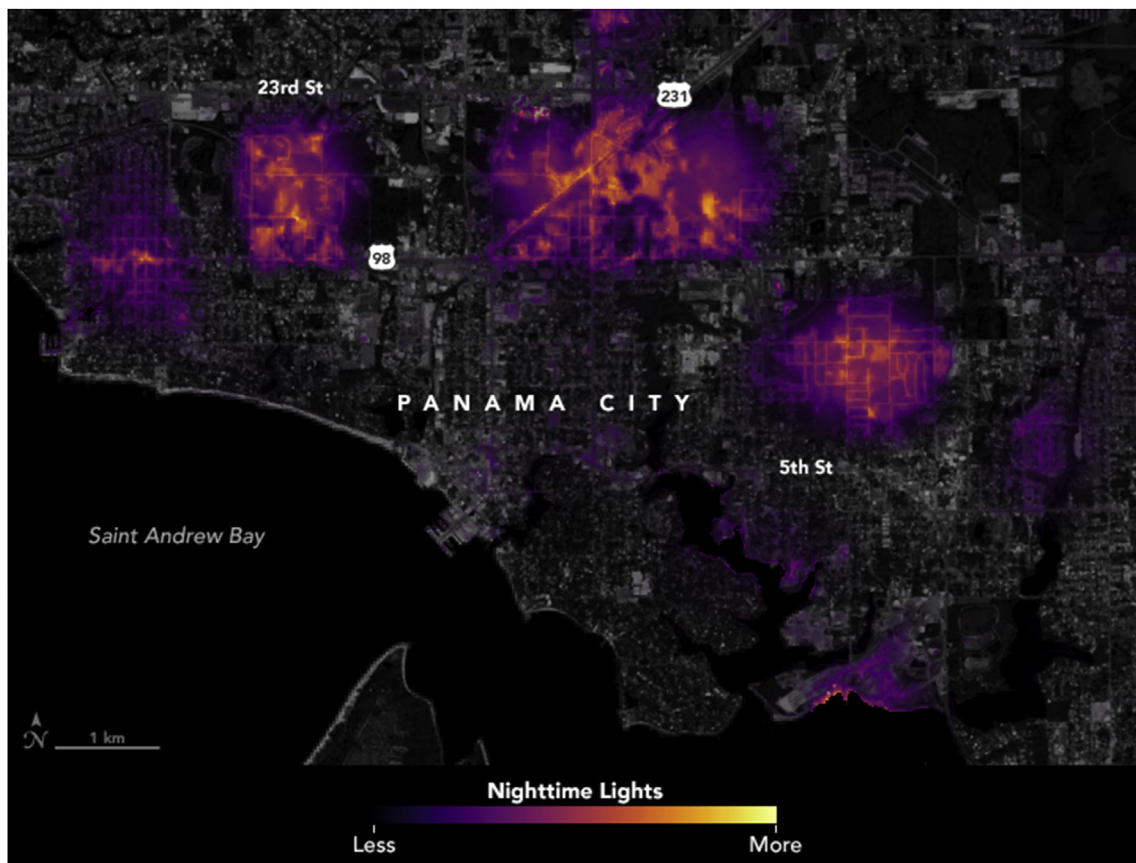 23rd St
231
98
PANAMA CITY
5th St
Saint Andrew Bay
N
1 km
Nighttime Lights
Less
More